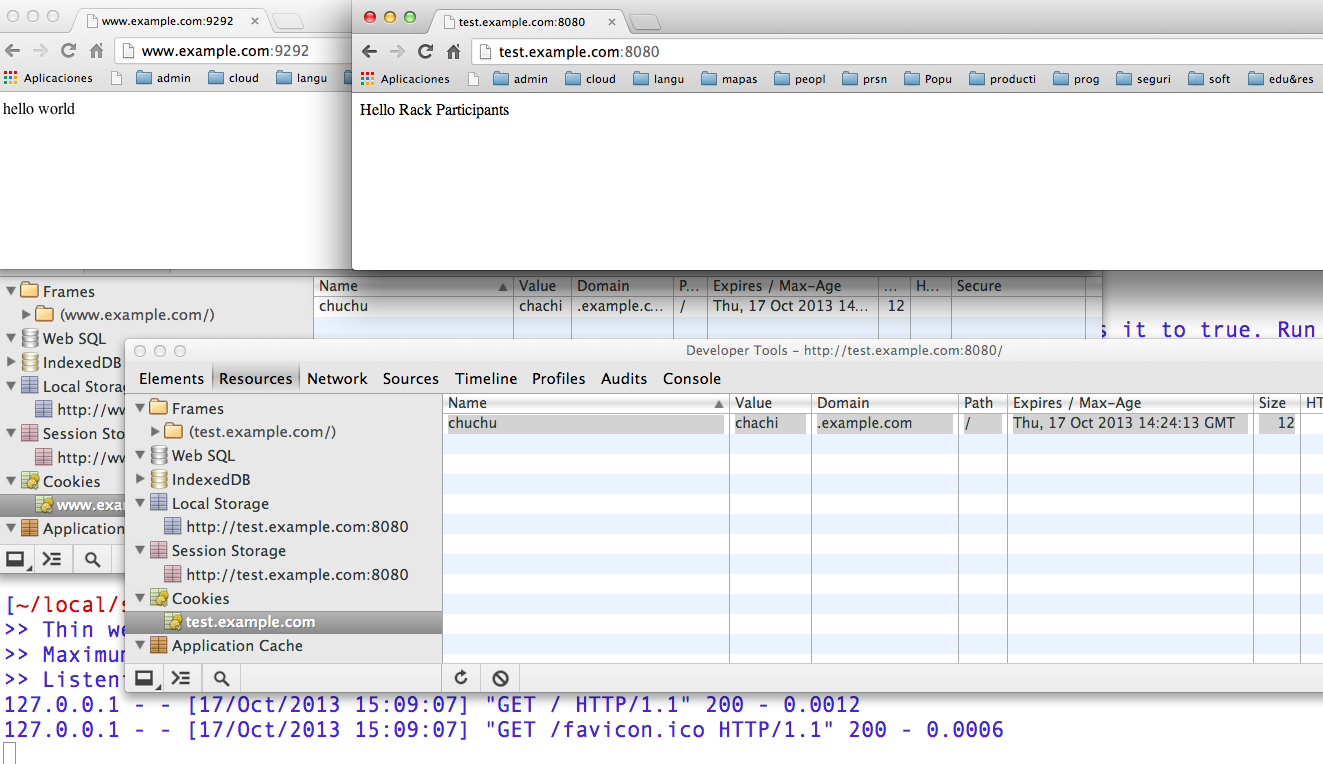 www.example.com:9292
www.example.com:9292
Aplicaciones admin cloud langu
hello world
test.example.com:8080
test.example.com:8080
Aplicaciones admin cloud langu mapas peopl prsn Popu producti prog seguri soft edu&res
Hello Rack Participants
Frames
(www.example.com/)
Web SQL
IndexedDB
Local Stora
http://ww
Session Sto
http://ww
Cookies
www.exa
Application
Name Value Domain P... Expires / Max-Age ... H... Secure
chuchu chachi .example.c... / Thu, 17 Oct 2013 14... 12
s it to true. Run
Developer Tools - http://test.example.com:8080/
Elements Resources Network Sources Timeline Profiles Audits Console
Frames
(test.example.com/)
Web SQL
IndexedDB
Local Storage
http://test.example.com:8080
Session Storage
http://test.example.com:8080
Cookies
test.example.com
Application Cache
Name Value Domain Path Expires / Max-Age Size HT
chuchu chachi .example.com / Thu, 17 Oct 2013 14:24:13 GMT 12
[~/local/s
>> Thin we
>> Maximum
>> Listeni
127.0.0.1 - - [17/Oct/2013 15:09:07] "GET / HTTP/1.1" 200 - 0.0012
127.0.0.1 - - [17/Oct/2013 15:09:07] "GET /favicon.ico HTTP/1.1" 200 - 0.0006